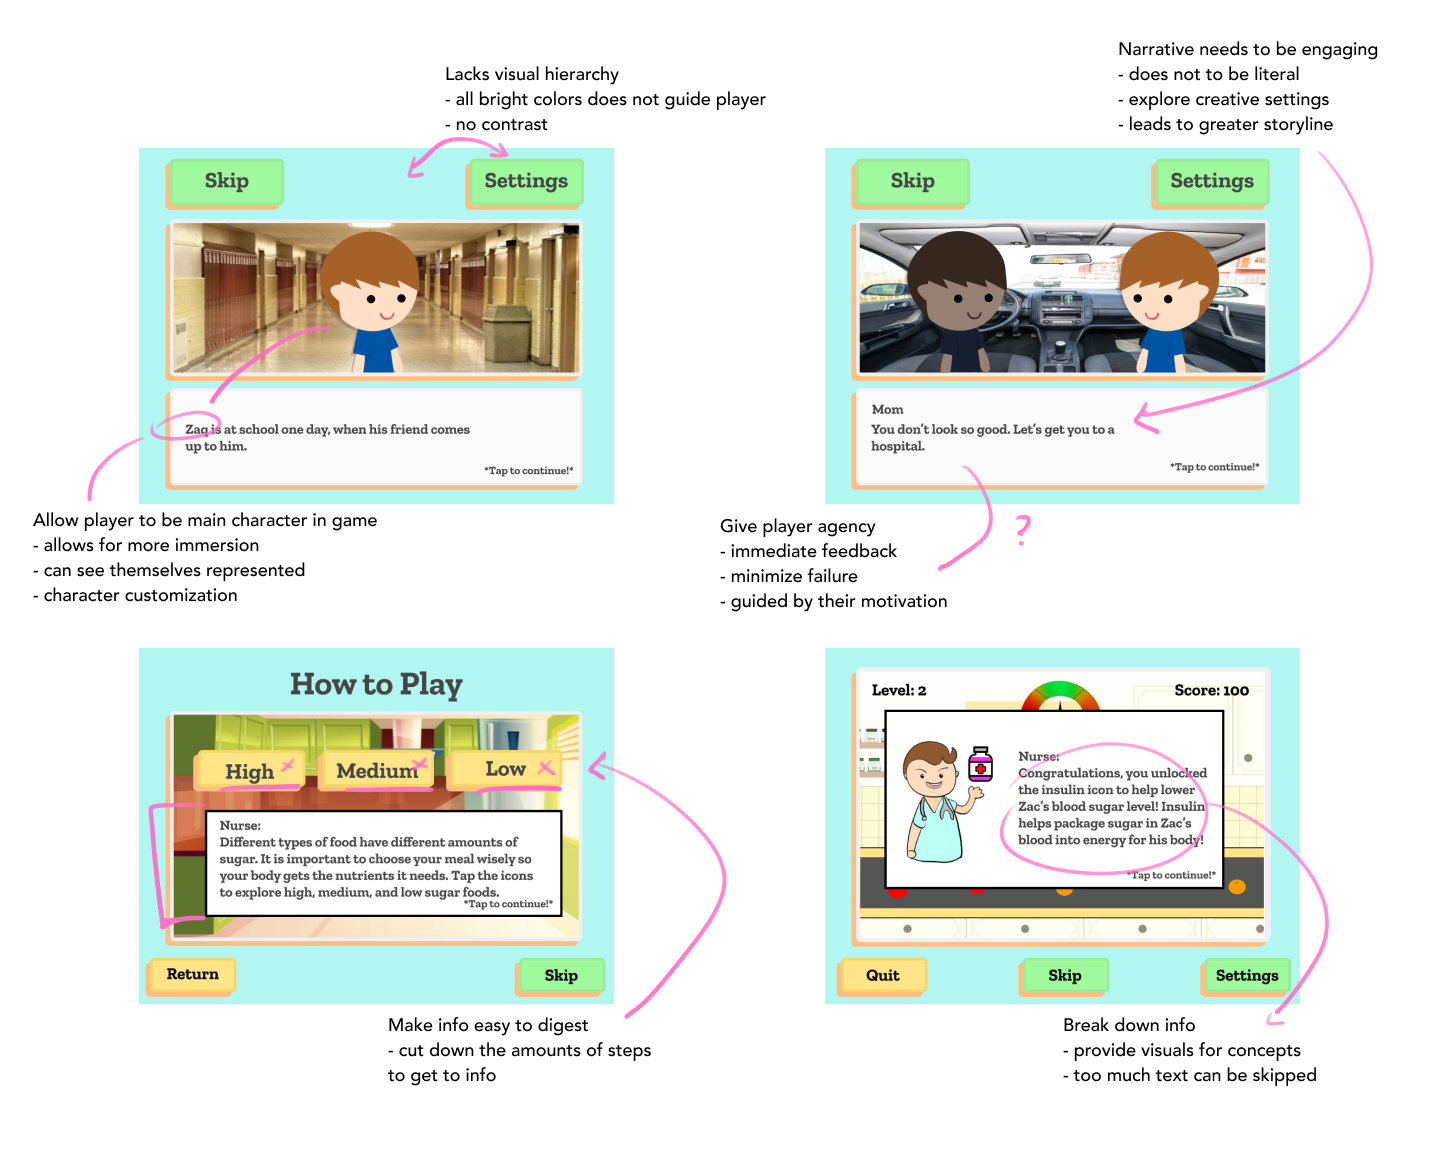 Narrative needs to be engaging
- does not to be literal
- explore creative settings
- leads to greater storyline
Lacks visual hierarchy
- all bright colors does not guide player
- no contrast
Skip
Settings
Zaq is at school one day, when his friend comes
up to him.
*Tap to continue!*
Skip
Settings
Mom
You don't look so good. Let's get you to a
hospital.
*Tap to continue!*
Allow player to be main character in game
- allows for more immersion
- can see themselves represented
- character customization
Give player agency
- immediate feedback
- minimize failure
- guided by their motivation
?
How to Play
High
Medium
Low
Nurse:
Different types of food have different amounts of
sugar. It is important to choose your meal wisely so
your body gets the nutrients it needs. Tap the icons
to explore high, medium, and low sugar foods.
*Tap to continue!*
Return
Skip
Level: 2
Score: 100
Nurse:
Congratulations, you unlocked
the insulin icon to help lower
Zac's blood sugar level! Insulin
helps package sugar in Zac's
blood into energy for his body!
*Tap to continue!*
Quit
Skip
Settings
Make info easy to digest
- cut down the amounts of steps
to get to info
Break down info
- provide visuals for concepts
- too much text can be skipped